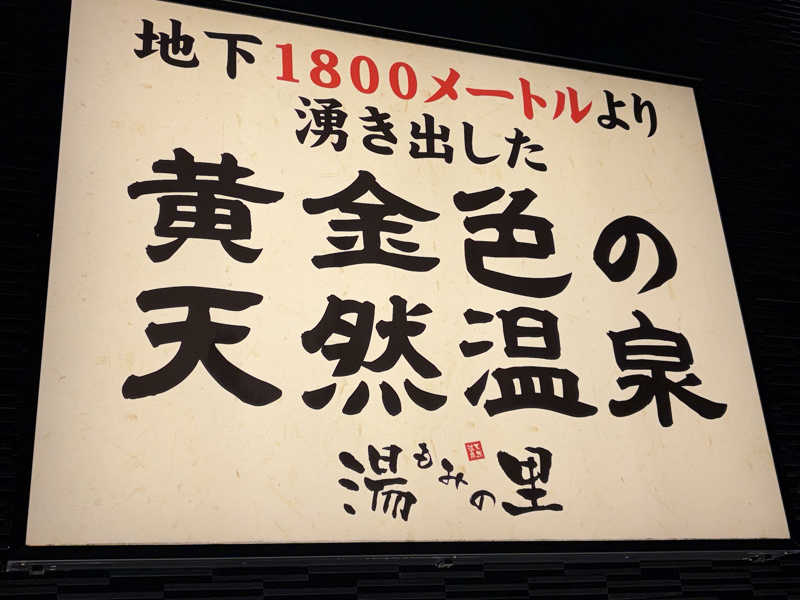 地下1800メートルより
湧き出した
黄金色の
天然温泉
湯もみの里